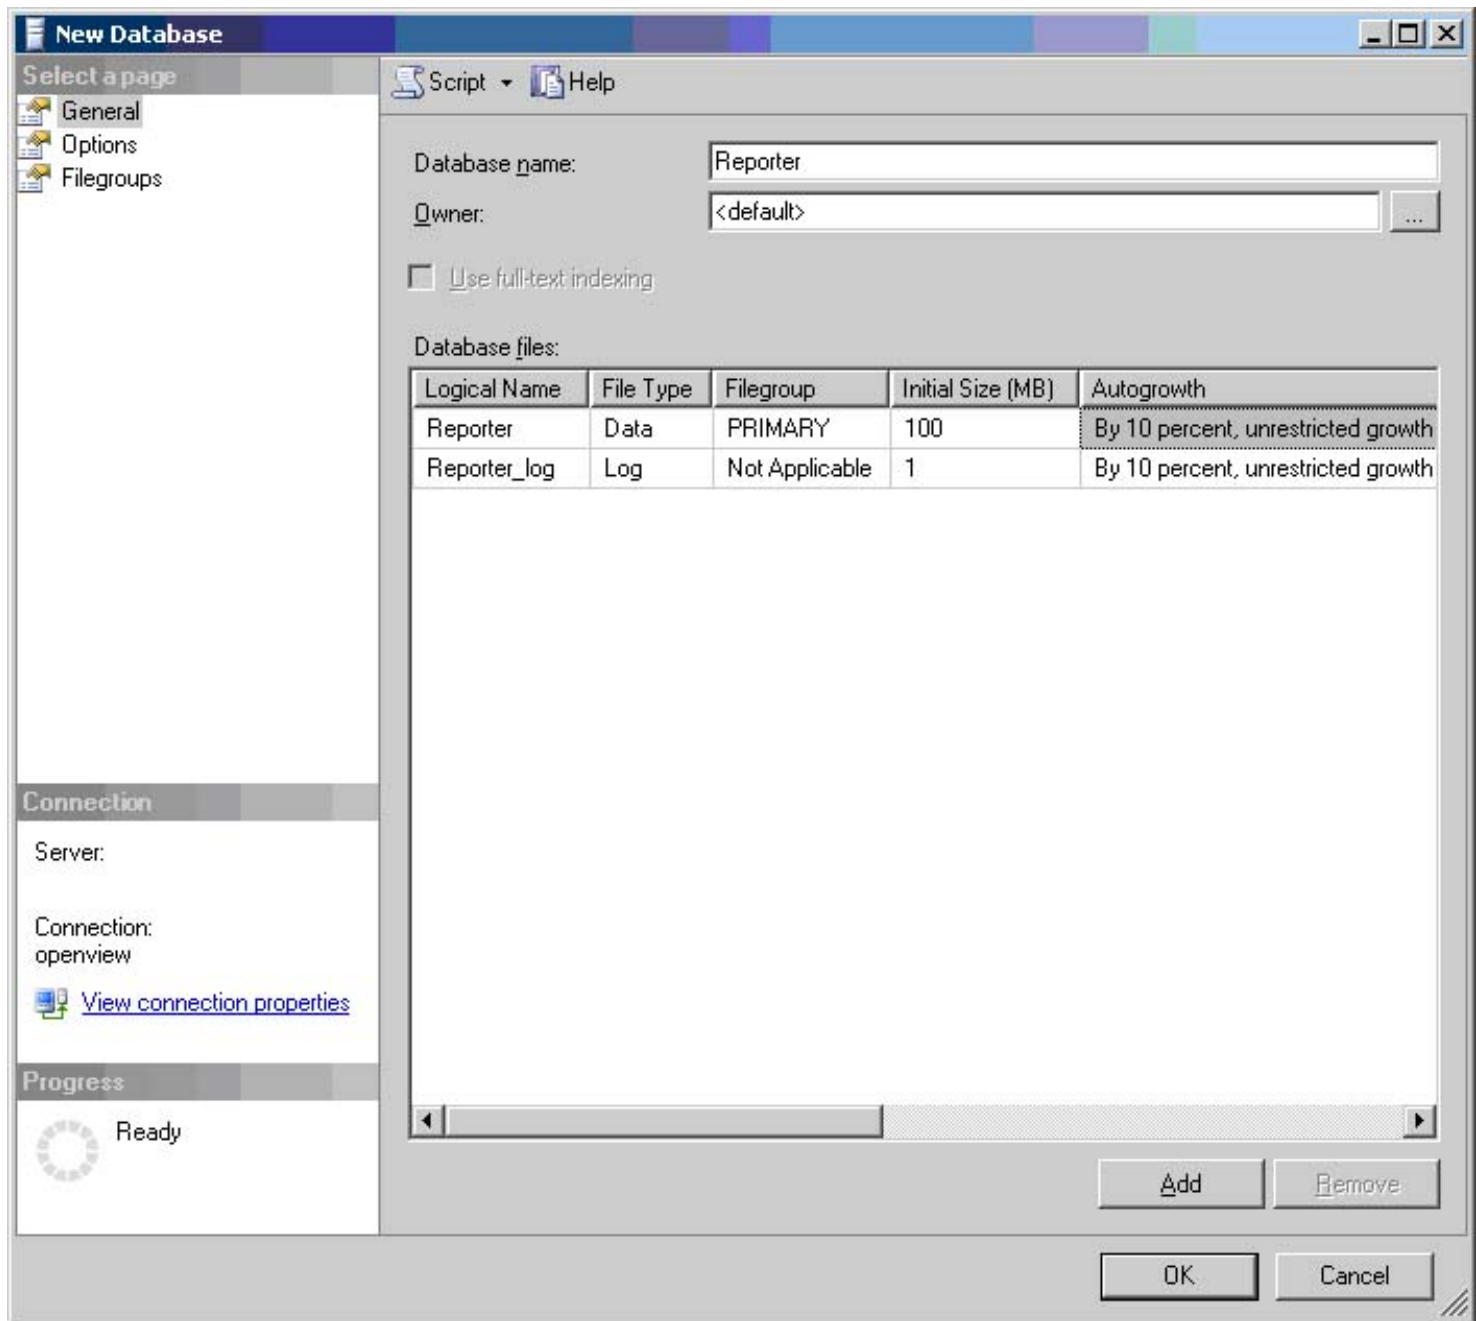 New Database
Select a page
General
Options
Filegroups
Script Help
Database name: Reporter
Owner: <default> ...
Use full-text indexing
Database files:
Logical Name File Type Filegroup Initial Size (MB) Autogrowth
Reporter Data PRIMARY 100 By 10 percent, unrestricted growth
Reporter_log Log Not Applicable 1 By 10 percent, unrestricted growth
Connection
Server:
Connection:
openview
View connection properties
Progress
Ready
Add Remove
OK Cancel